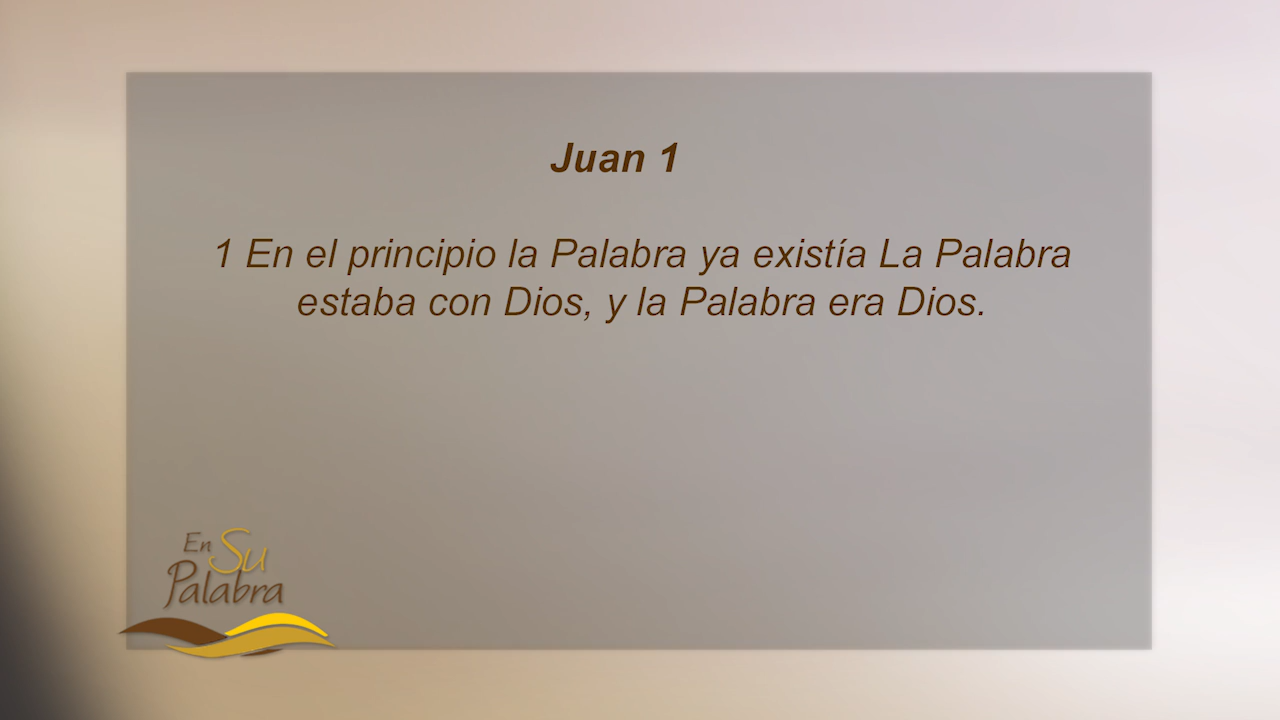 Juan 1
1 En el principio la Palabra ya existía La Palabra
estaba con Dios, y la Palabra era Dios.
En Su
Palabra